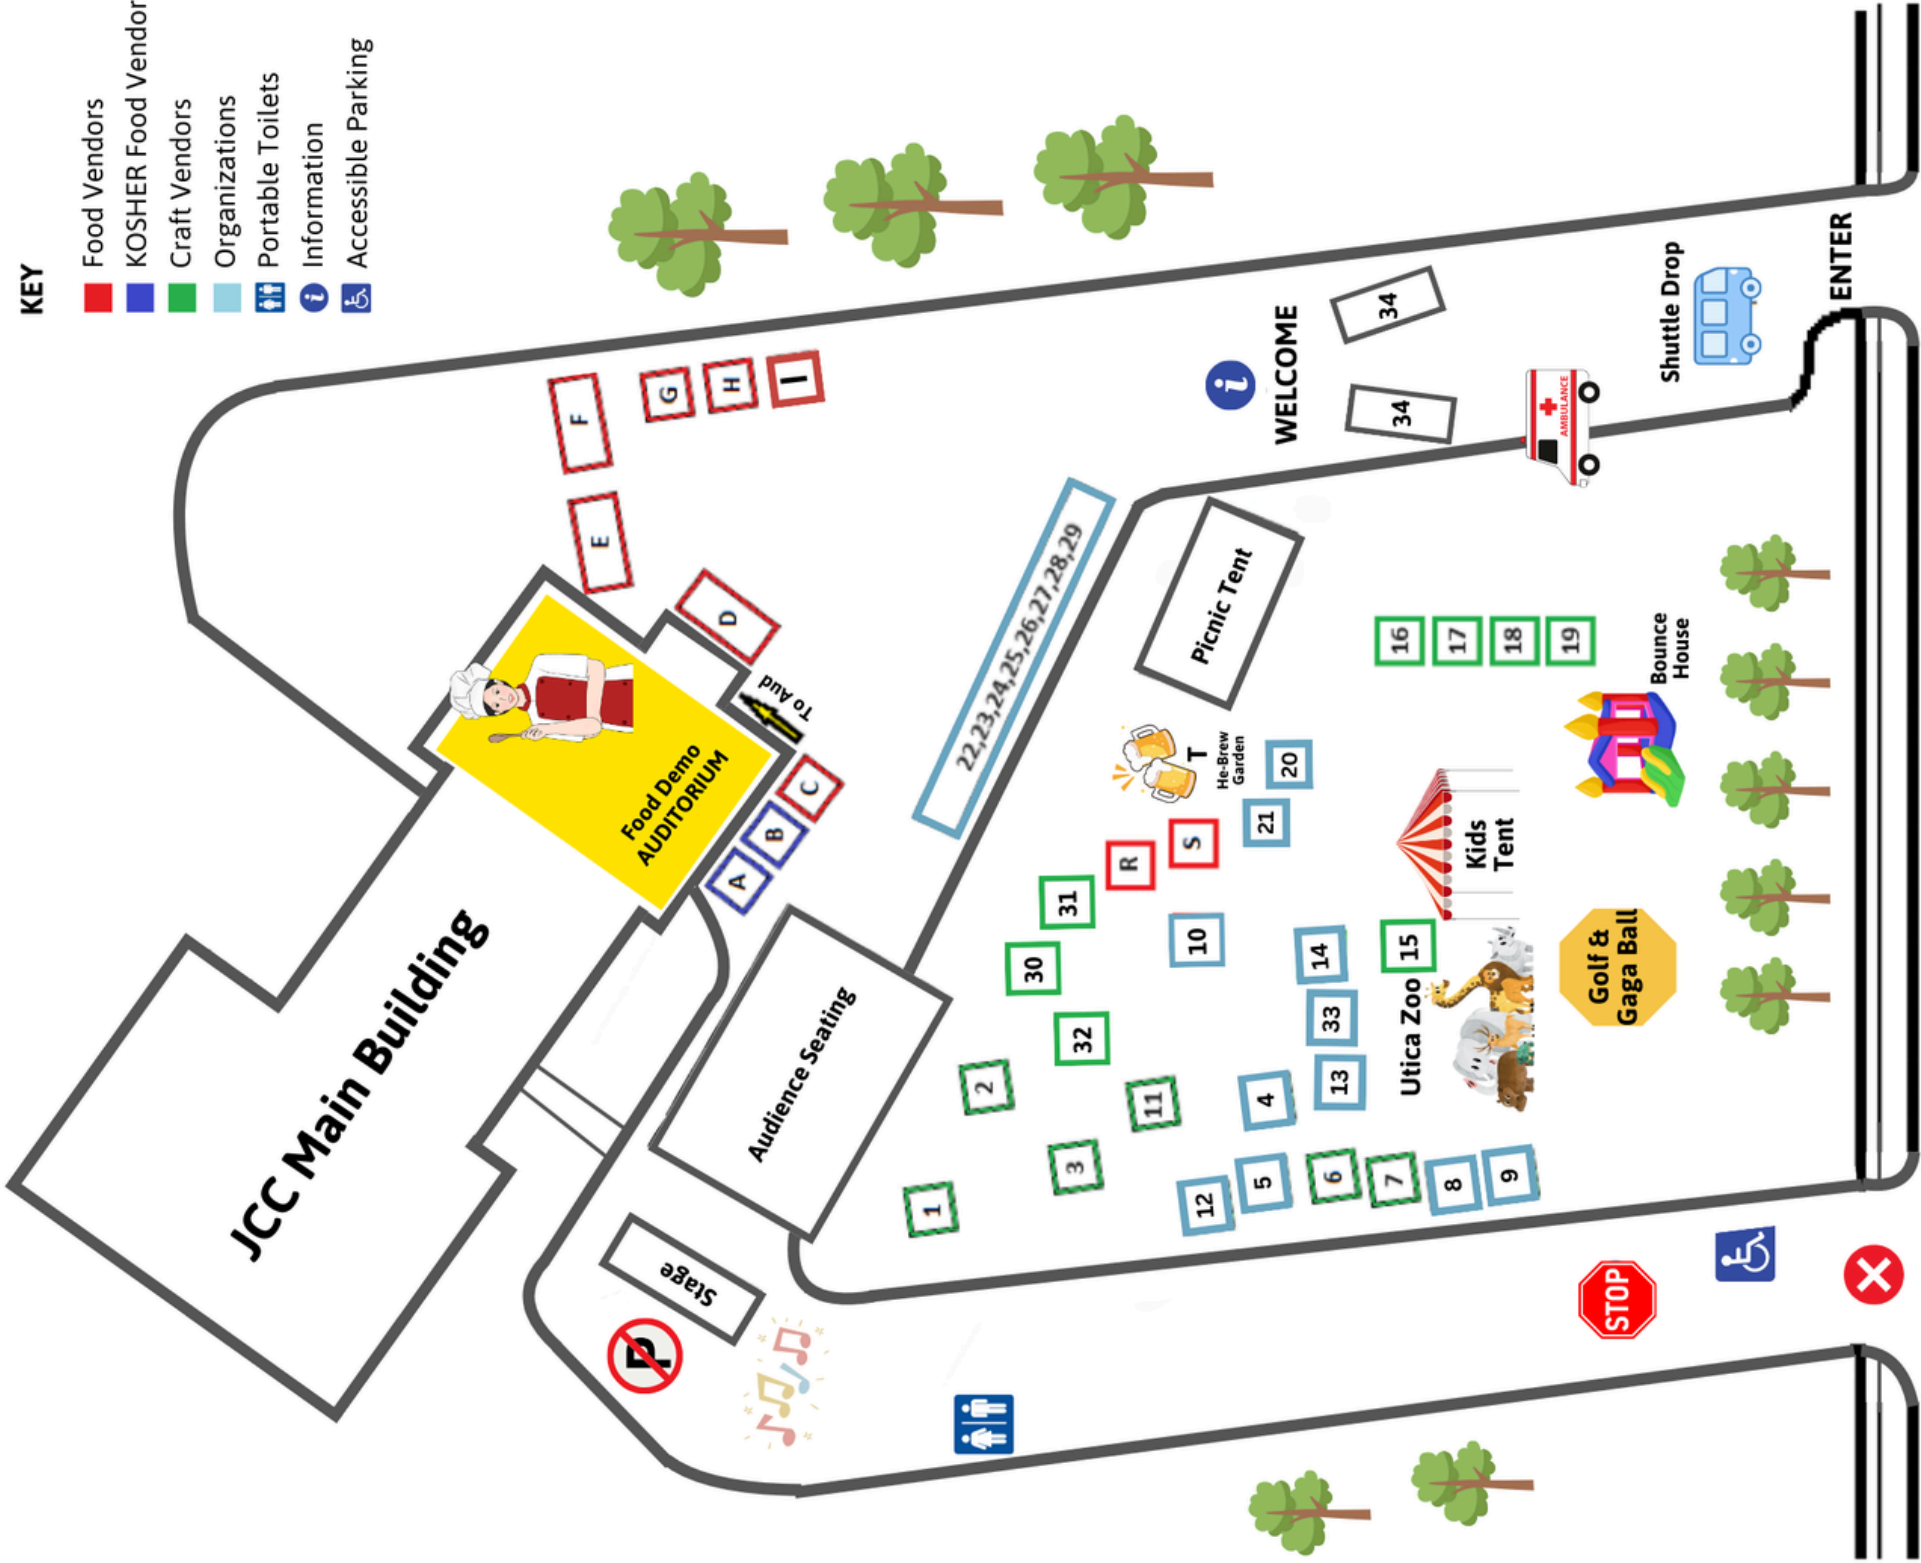 KEY
Food Vendors
KOSHER Food Vendor
Craft Vendors
Organizations
Portable Toilets
i
Information
Accessible Parking
JCC Main Building
Food Demo
AUDITORIUM
To Aud
A
B
C
D
E
F
G
H
I
Audience Seating
Stage
P
22,23,24,25,26,27,28,29
Picnic Tent
i
WELCOME
34
34
AMBULANCE
Shuttle Drop
ENTER
T
He-Brew
Garden
R
S
20
21
16
17
18
19
Bounce
House
Kids
Tent
31
30
32
10
14
33
13
15
Utica Zoo
Golf &
Gaga Ball
2
11
3
1
4
12
5
6
7
8
9
STOP